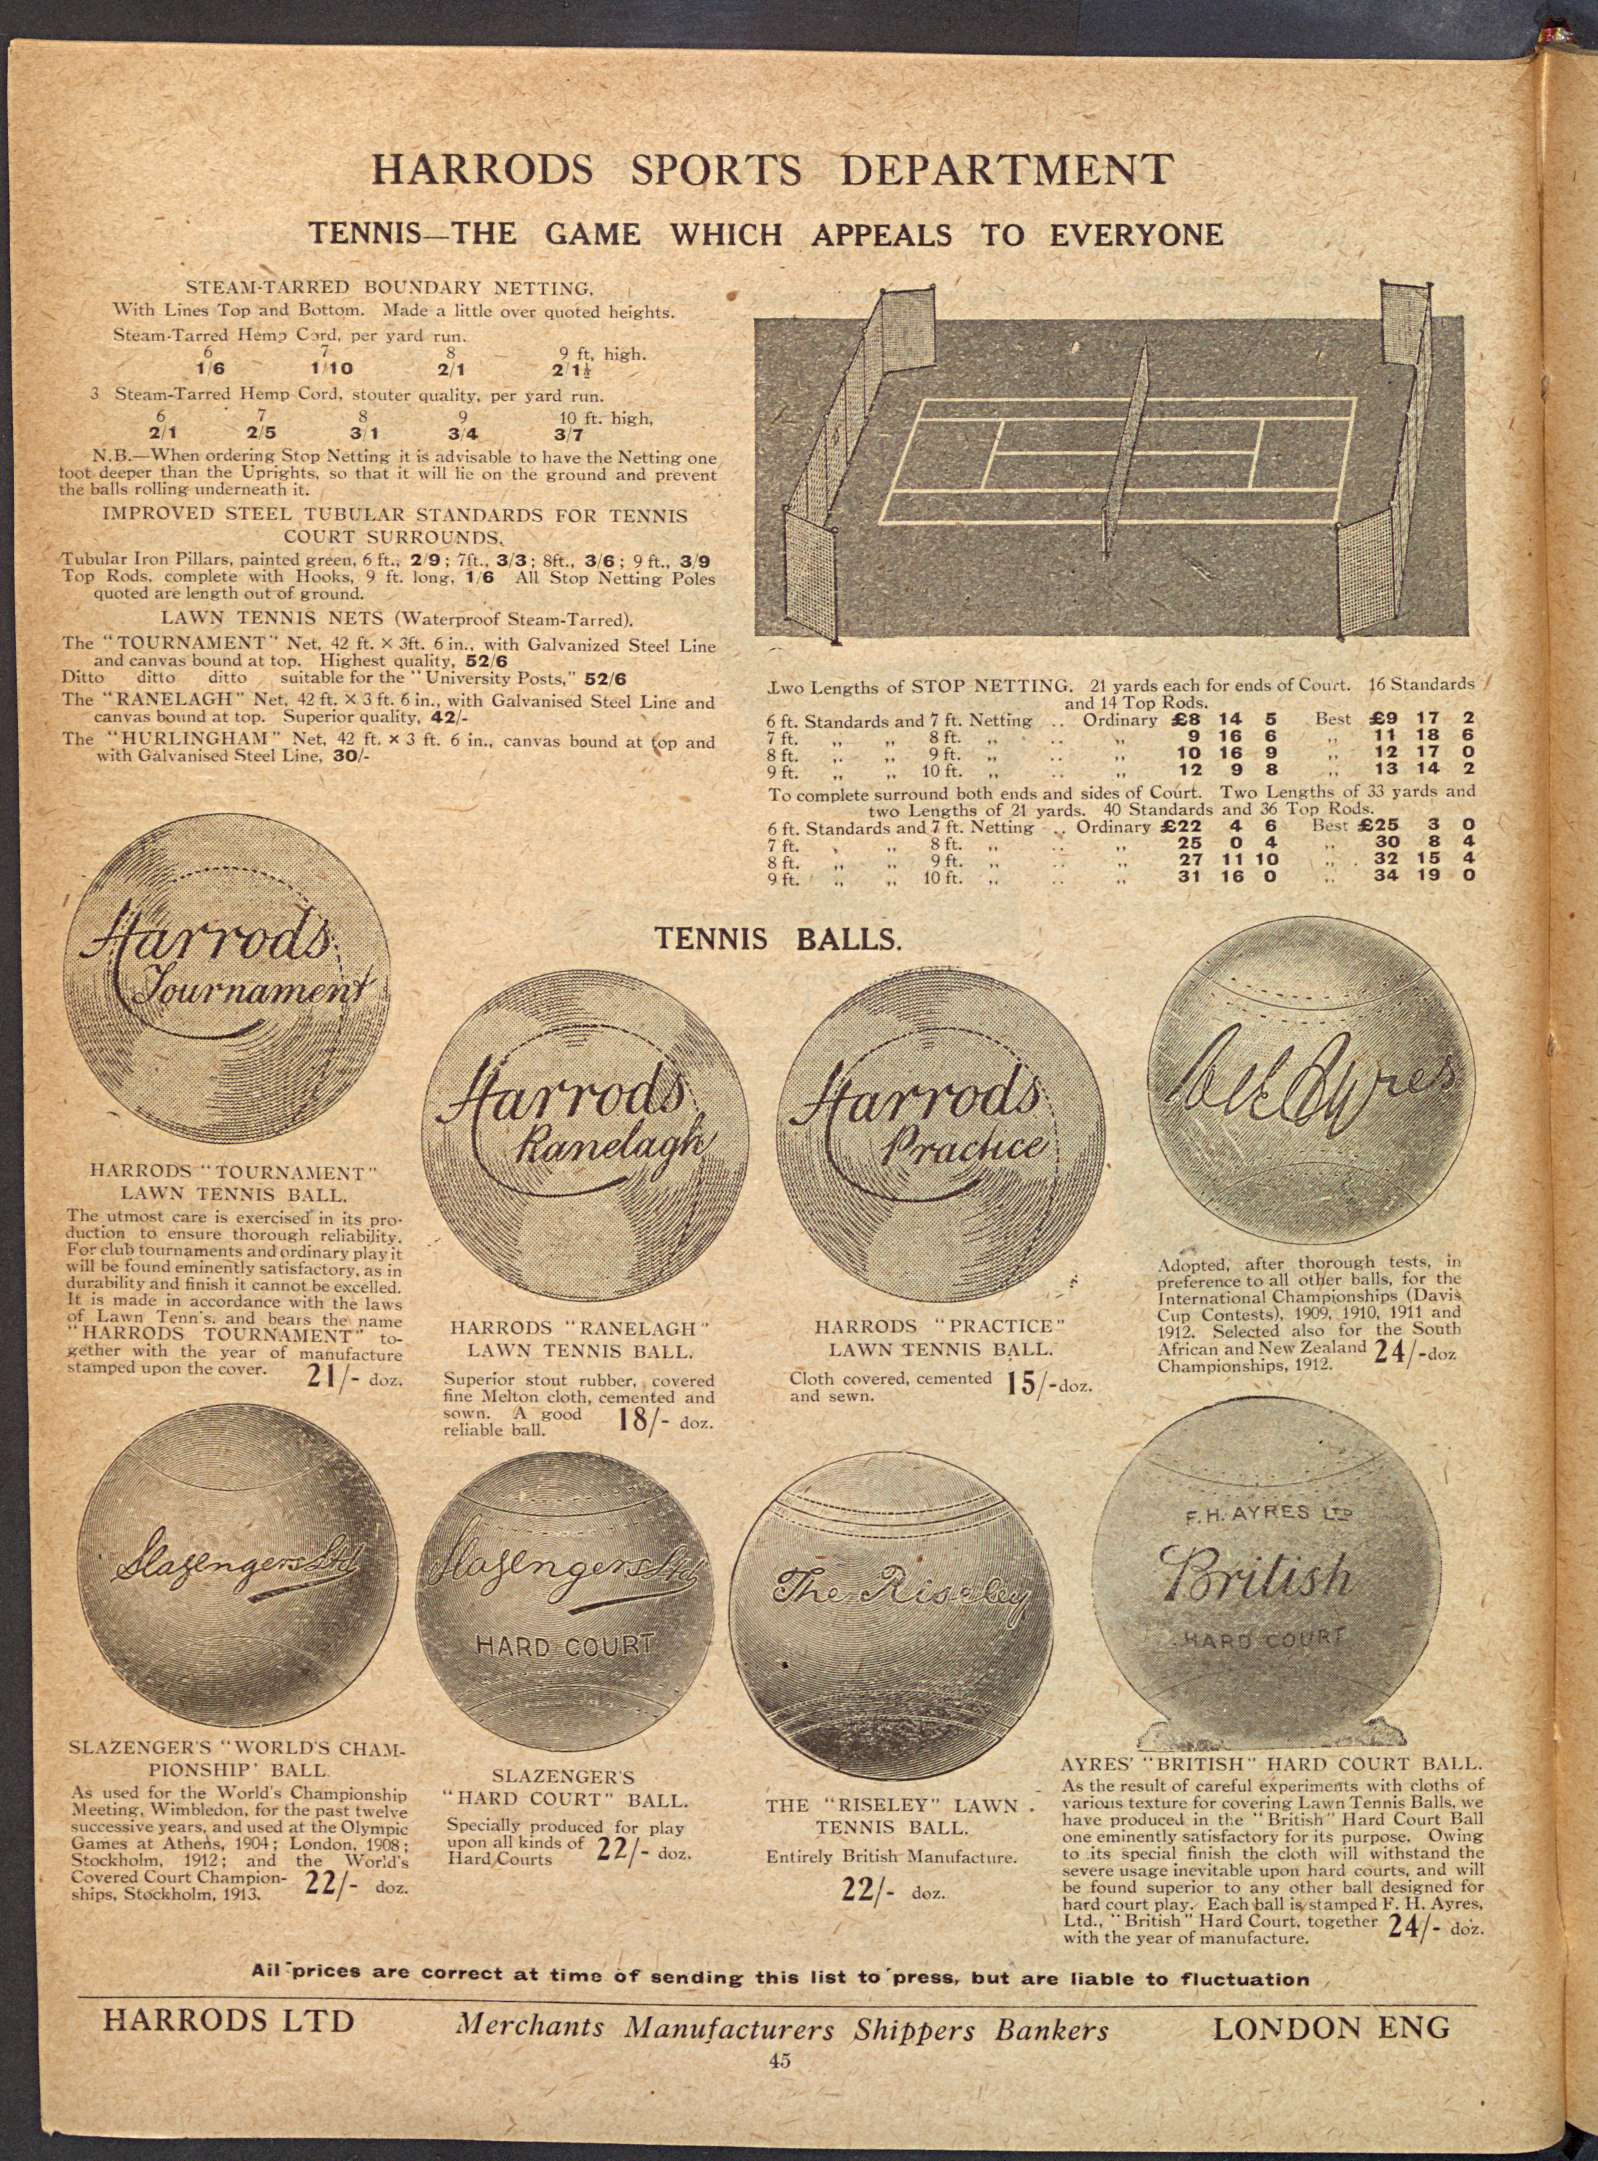 HARRODS SPORTS DEPARTMENT
TENNIS—THE GAME WHICH APPEALS TO EVERYONE
STEAM-TARRED BOUNDARY NETTING.
With Lines Top and Bottom. Made a little over quoted heights.
Steam-Tarred Hemp Cord, per yard run.
6 7 8 9 ft. high.
1/6 1/10 2/1 2/1½
3 Steam-Tarred Hemp Cord, stouter quality, per yard run.
6 7 8 9 10 ft. high,
2/1 2/5 3/1 3/4 3/7
N.B.—When ordering Stop Netting it is advisable to have the Netting one
foot deeper than the Uprights, so that it will lie on the ground and prevent
the balls rolling underneath it.
IMPROVED STEEL TUBULAR STANDARDS FOR TENNIS
COURT SURROUNDS.
Tubular Iron Pillars, painted green, 6 ft., 2/9; 7ft., 3/3; 8ft., 3/6; 9 ft., 3/9
Top Rods, complete with Hooks, 9 ft. long, 1/6 All Stop Netting Poles
quoted are length out of ground.
LAWN TENNIS NETS (Waterproof Steam-Tarred).
The "TOURNAMENT" Net, 42 ft. × 3ft. 6 in., with Galvanized Steel Line
and canvas bound at top. Highest quality, 52/6
Ditto ditto ditto suitable for the "University Posts," 52/6
The "RANELAGH" Net, 42 ft. × 3 ft. 6 in., with Galvanised Steel Line and
canvas bound at top. Superior quality, 42/-
The "HURLINGHAM" Net, 42 ft. × 3 ft. 6 in., canvas bound at top and
with Galvanised Steel Line, 30/-
Two Lengths of STOP NETTING. 21 yards each for ends of Court. 16 Standards
and 14 Top Rods.
6 ft. Standards and 7 ft. Netting .. Ordinary £8 14 5 Best £9 17 2
7 ft. ,, ,, 8 ft. ,, .. ,, 9 16 6 ,, 11 18 6
8 ft. ,, ,, 9 ft. ,, .. ,, 10 16 9 ,, 12 17 0
9 ft. ,, ,, 10 ft. ,, .. ,, 12 9 8 ,, 13 14 2
To complete surround both ends and sides of Court. Two Lengths of 33 yards and
two Lengths of 21 yards. 40 Standards and 36 Top Rods.
6 ft. Standards and 7 ft. Netting .. Ordinary £22 4 6 Best £25 3 0
7 ft. ,, ,, 8 ft. ,, .. ,, 25 0 4 ,, 30 8 4
8 ft. ,, ,, 9 ft. ,, .. ,, 27 11 10 ,, 32 15 4
9 ft. ,, ,, 10 ft. ,, .. ,, 31 16 0 ,, 34 19 0
TENNIS BALLS.
Harrods
Tournament
Harrods
Ranelagh
Harrods
Practice
Ayres
HARRODS "TOURNAMENT"
LAWN TENNIS BALL.
The utmost care is exercised in its pro-
duction to ensure thorough reliability.
For club tournaments and ordinary play it
will be found eminently satisfactory, as in
durability and finish it cannot be excelled.
It is made in accordance with the laws
of Lawn Tennis, and bears the name
"HARRODS TOURNAMENT" to-
gether with the year of manufacture
stamped upon the cover. 21/- doz.
HARRODS "RANELAGH"
LAWN TENNIS BALL.
Superior stout rubber, covered
fine Melton cloth, cemented and
sown. A good
reliable ball. 18/- doz.
HARRODS "PRACTICE"
LAWN TENNIS BALL.
Cloth covered, cemented
and sewn. 15/- doz.
Adopted, after thorough tests, in
preference to all other balls, for the
International Championships (Davis
Cup Contests), 1909, 1910, 1911 and
1912. Selected also for the South
African and New Zealand
Championships, 1912. 24/- doz
Slazengers Ltd
Slazengers Ltd
HARD COURT
The Riseley
F. H. AYRES LTD
British
HARD COURT
SLAZENGER'S "WORLD'S CHAM-
PIONSHIP' BALL.
As used for the World's Championship
Meeting, Wimbledon, for the past twelve
successive years, and used at the Olympic
Games at Athens, 1904; London, 1908;
Stockholm, 1912; and the World's
Covered Court Champion-
ships, Stockholm, 1913. 22/- doz.
SLAZENGER'S
"HARD COURT" BALL.
Specially produced for play
upon all kinds of
Hard Courts 22/- doz.
THE "RISELEY" LAWN
TENNIS BALL.
Entirely British Manufacture.
22/- doz.
AYRES' "BRITISH" HARD COURT BALL.
As the result of careful experiments with cloths of
various texture for covering Lawn Tennis Balls, we
have produced in the "British" Hard Court Ball
one eminently satisfactory for its purpose. Owing
to its special finish the cloth will withstand the
severe usage inevitable upon hard courts, and will
be found superior to any other ball designed for
hard court play. Each ball is stamped F. H. Ayres,
Ltd., "British" Hard Court, together
with the year of manufacture. 24/- doz.
All prices are correct at time of sending this list to press, but are liable to fluctuation
HARRODS LTD Merchants Manufacturers Shippers Bankers LONDON ENG
45